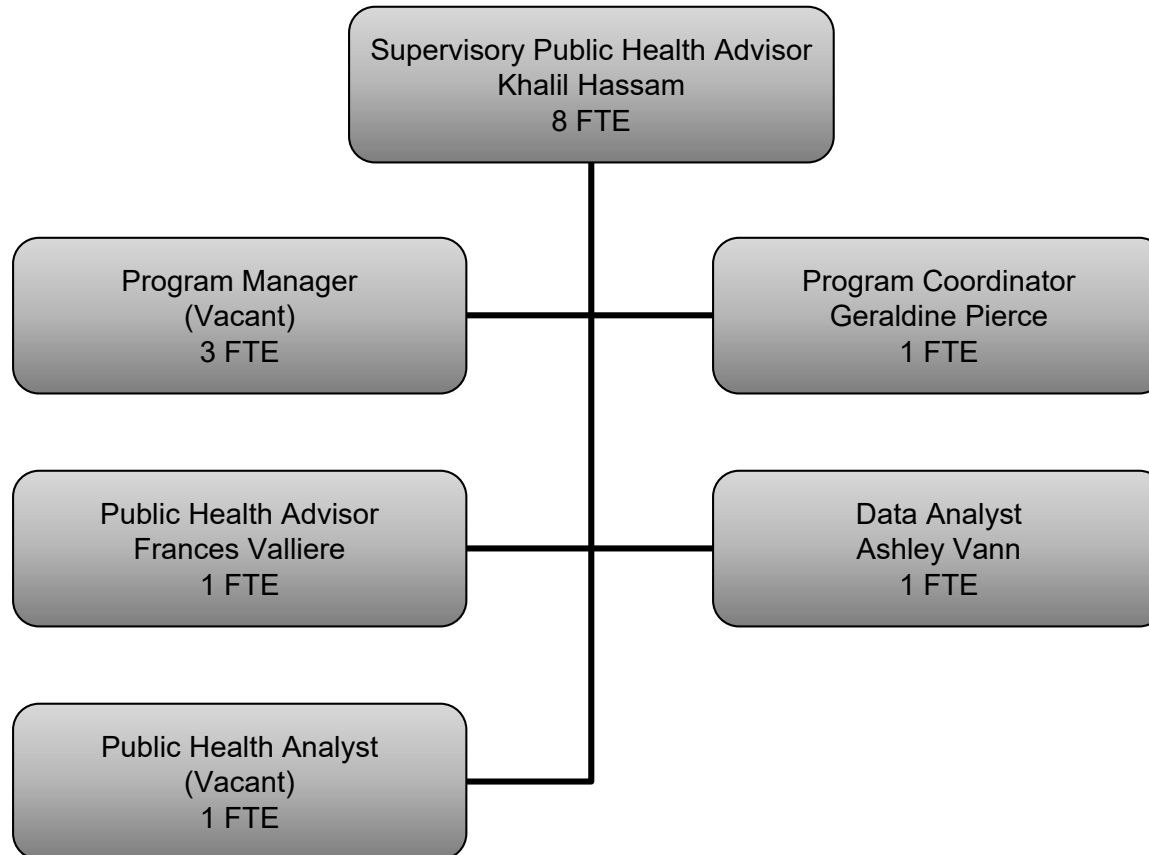 Supervisory Public Health Advisor
Khalil Hassam
8 FTE
Program Manager
(Vacant)
3 FTE
Program Coordinator
Geraldine Pierce
1 FTE
Public Health Advisor
Frances Valliere
1 FTE
Data Analyst
Ashley Vann
1 FTE
Public Health Analyst
(Vacant)
1 FTE